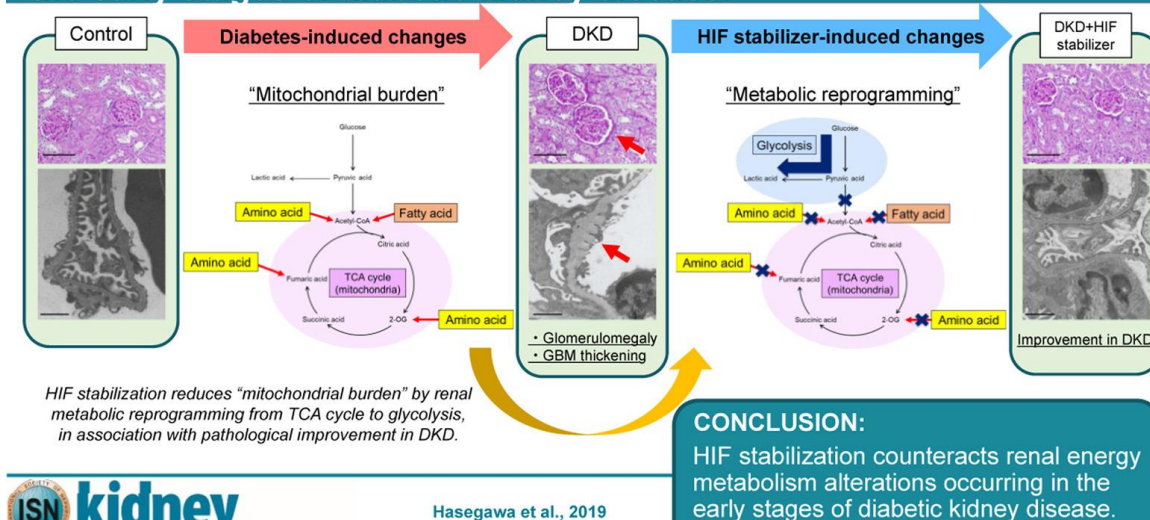 Control
Diabetes-induced changes
DKD
HIF stabilizer-induced changes
DKD+HIF
stabilizer
“Mitochondrial burden”
Glucose
Lactic acid
Pyruvic acid
Amino acid
Fatty acid
Acetyl-CoA
Citric acid
Amino acid
Fumaric acid
TCA cycle
(mitochondria)
Succinic acid
2-OG
Amino acid
・Glomerulomegaly
・GBM thickening
“Metabolic reprogramming”
Glucose
Glycolysis
Lactic acid
Pyruvic acid
Amino acid
Fatty acid
Acetyl-CoA
Citric acid
Amino acid
Fumaric acid
TCA cycle
(mitochondria)
Succinic acid
2-OG
Amino acid
Improvement in DKD
HIF stabilization reduces “mitochondrial burden” by renal
metabolic reprogramming from TCA cycle to glycolysis,
in association with pathological improvement in DKD.
CONCLUSION:
HIF stabilization counteracts renal energy
metabolism alterations occurring in the
early stages of diabetic kidney disease.
ISN
kidney
Hasegawa et al., 2019